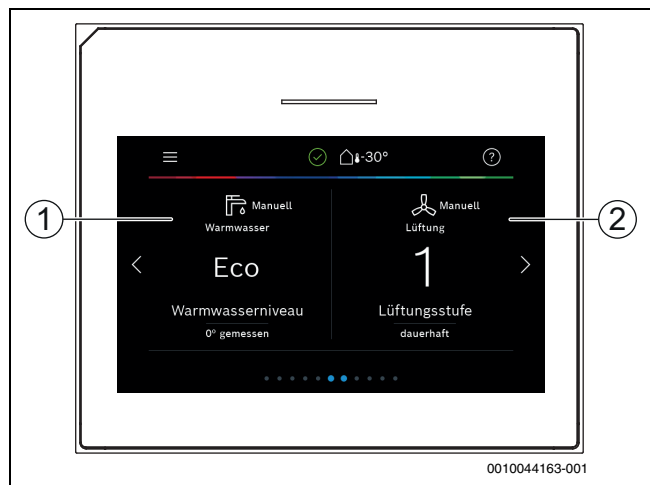 -30°
?
Manuell
Warmwasser
Eco
Warmwasserniveau
0° gemessen
Manuell
Lüftung
1
Lüftungsstufe
dauerhaft
1
2
0010044163-001